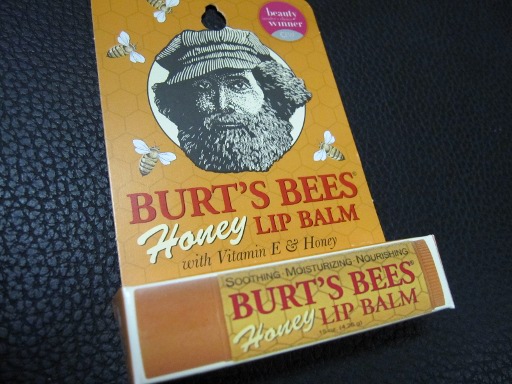 beauty
winner
BURT'S BEES®
Honey LIP BALM
with Vitamin E & Honey
SOOTHING MOISTURIZING NOURISHING
BURT'S BEES®
Honey LIP BALM